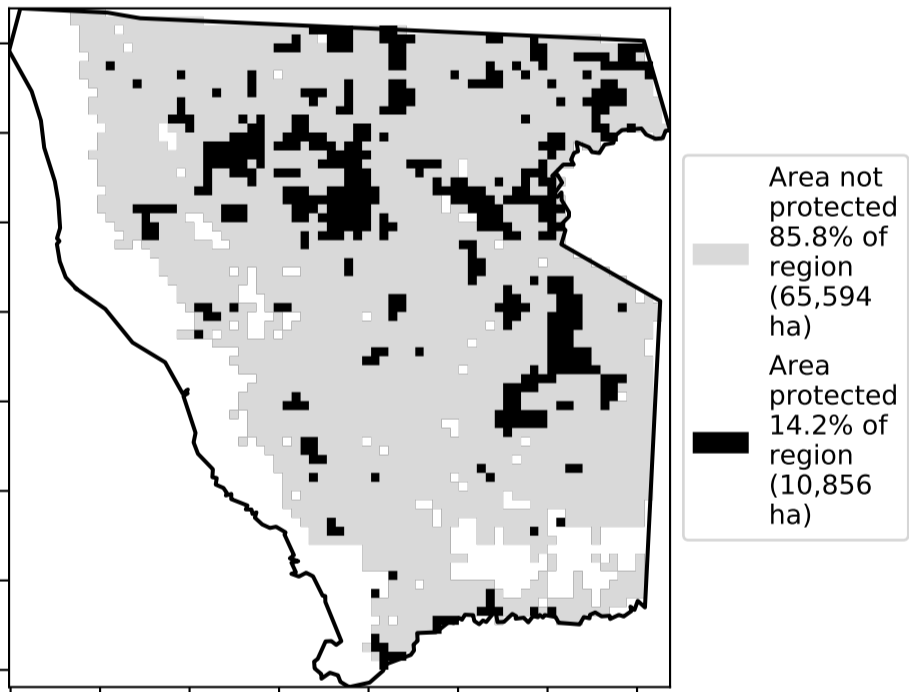 Area not
protected
85.8% of
region
(65,594
ha)
Area
protected
14.2% of
region
(10,856
ha)